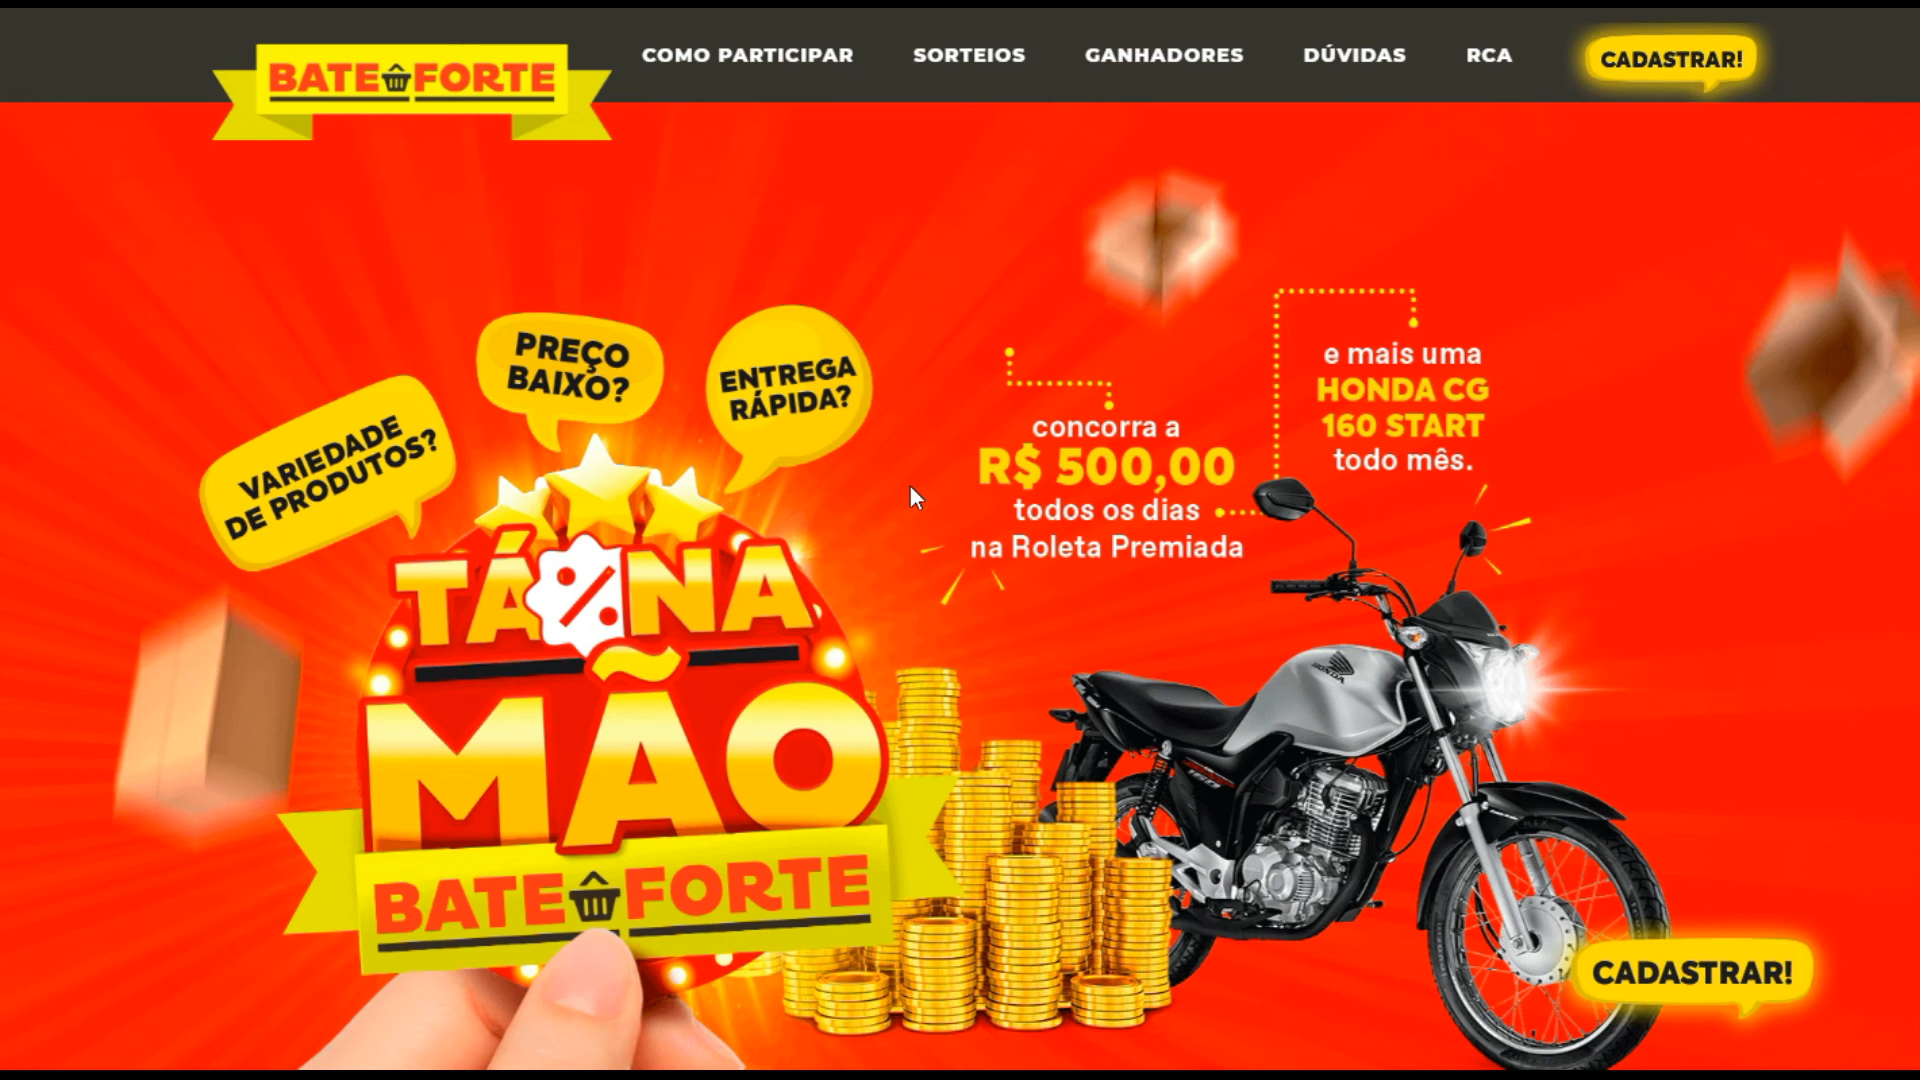 BATE FORTE
COMO PARTICIPAR
SORTEIOS
GANHADORES
DÚVIDAS
RCA
CADASTRAR!
VARIEDADE
DE PRODUTOS?
PREÇO
BAIXO?
ENTREGA
RÁPIDA?
TÁ NA
MÃO
BATE FORTE
concorra a
R$ 500,00
todos os dias
na Roleta Premiada
e mais uma
HONDA CG
160 START
todo mês.
HONDA
160
CADASTRAR!